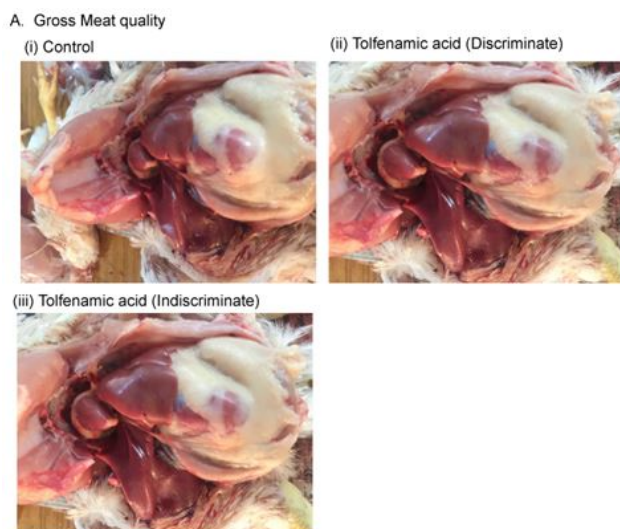 A. Gross Meat quality
(i) Control
(ii) Tolfenamic acid (Discriminate)
(iii) Tolfenamic acid (Indiscriminate)